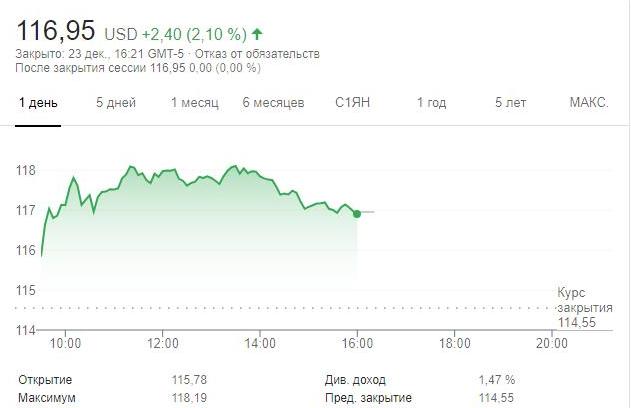 116,95 USD +2,40 (2,10 %)
Закрыто: 23 дек., 16:21 GMT-5 · Отказ от обязательств
После закрытия сессии 116,95 0,00 (0,00 %)
1 день 5 дней 1 месяц 6 месяцев С1ЯН 1 год 5 лет МАКС.
118
117
116
115
Курс
закрытия
114,55
114
10:00 12:00 14:00 16:00 18:00 20:00
Открытие 115,78 Див. доход 1,47 %
Максимум 118,19 Пред. закрытие 114,55